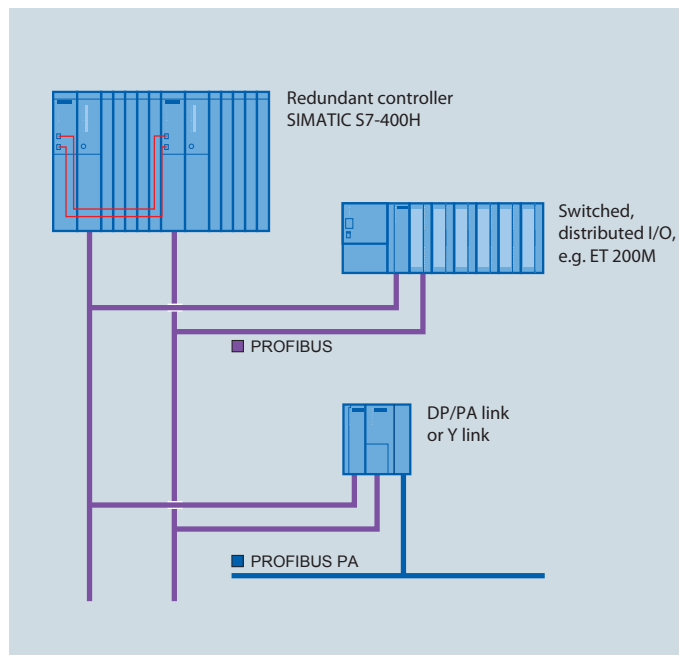 Redundant controller
SIMATIC S7-400H
Switched,
distributed I/O,
e.g. ET 200M
PROFIBUS
DP/PA link
or Y link
PROFIBUS PA